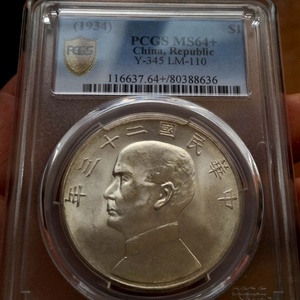 (1934)
$1
PCGS MS64+
China, Republic
Y-345 LM-110
116637.64+/80388636
PCGS
中華民國二十三年